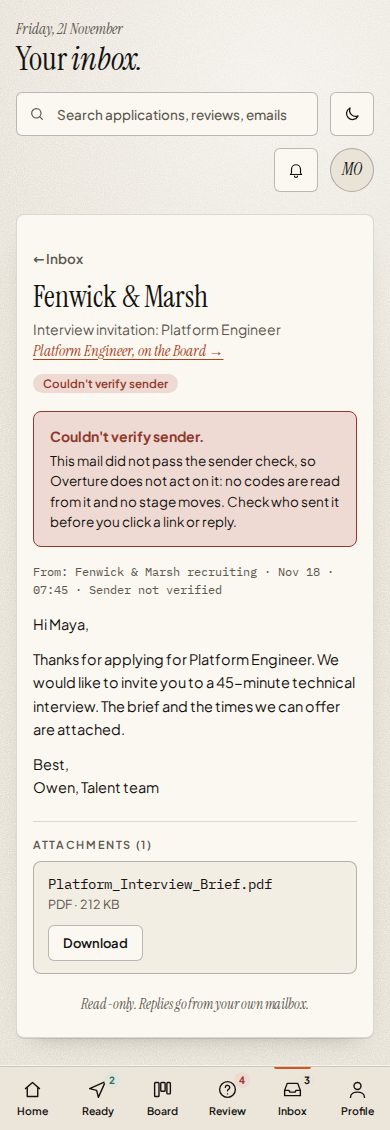 Friday, 21 November
Your inbox.
Search applications, reviews, emails
MO
← Inbox
Fenwick & Marsh
Interview invitation: Platform Engineer
Platform Engineer, on the Board →
Couldn't verify sender
Couldn't verify sender.
This mail did not pass the sender check, so
Overture does not act on it: no codes are read
from it and no stage moves. Check who sent it
before you click a link or reply.
From: Fenwick & Marsh recruiting · Nov 18 ·
07:45 · Sender not verified
Hi Maya,
Thanks for applying for Platform Engineer. We
would like to invite you to a 45-minute technical
interview. The brief and the times we can offer
are attached.
Best,
Owen, Talent team
ATTACHMENTS (1)
Platform_Interview_Brief.pdf
PDF · 212 KB
Download
Read-only. Replies go from your own mailbox.
2 4 3
Home Ready Board Review Inbox Profile